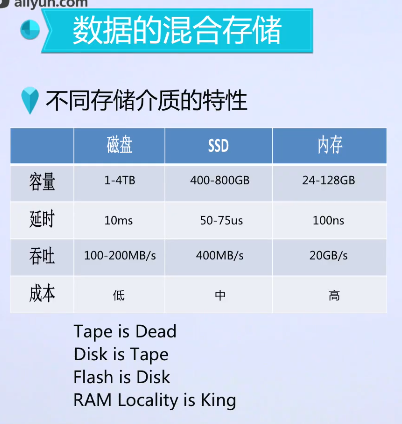 aliyun.com
数据的混合存储
不同存储介质的特性
磁盘 SSD 内存
容量 1-4TB 400-800GB 24-128GB
延时 10ms 50-75us 100ns
吞吐 100-200MB/s 400MB/s 20GB/s
成本 低 中 高
Tape is Dead
Disk is Tape
Flash is Disk
RAM Locality is King